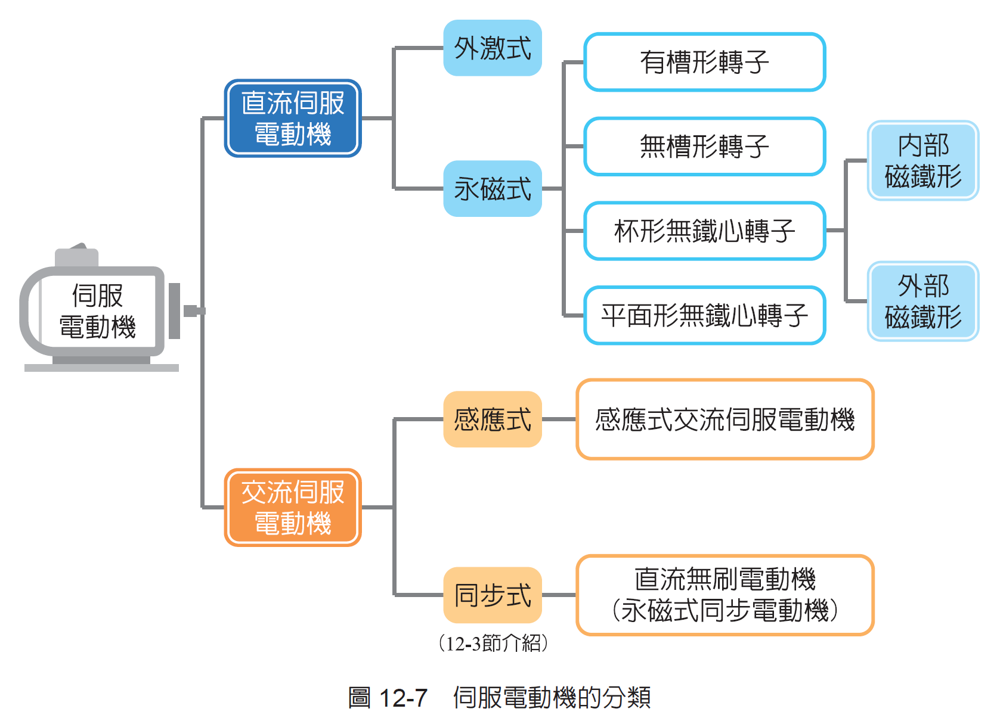 伺服
電動機
直流伺服
電動機
外激式
永磁式
有槽形轉子
無槽形轉子
杯形無鐵心轉子
平面形無鐵心轉子
內部
磁鐵形
外部
磁鐵形
交流伺服
電動機
感應式
感應式交流伺服電動機
同步式
（12-3節介紹）
直流無刷電動機
（永磁式同步電動機）
圖 12-7　伺服電動機的分類